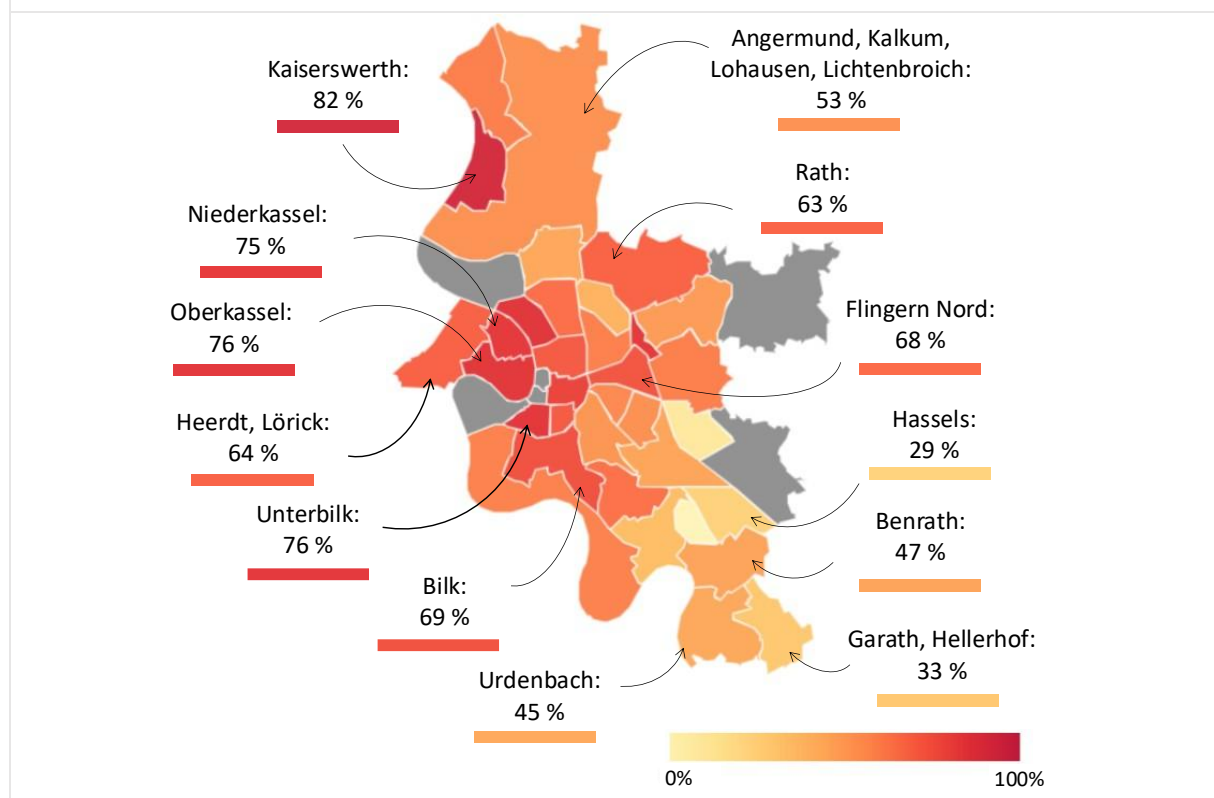 Angermund, Kalkum,
Lohausen, Lichtenbroich:
53 %
Kaiserswerth:
82 %
Rath:
63 %
Niederkassel:
75 %
Oberkassel:
76 %
Flingern Nord:
68 %
Heerdt, Lörick:
64 %
Hassels:
29 %
Unterbilk:
76 %
Benrath:
47 %
Bilk:
69 %
Garath, Hellerhof:
33 %
Urdenbach:
45 %
0%
100%